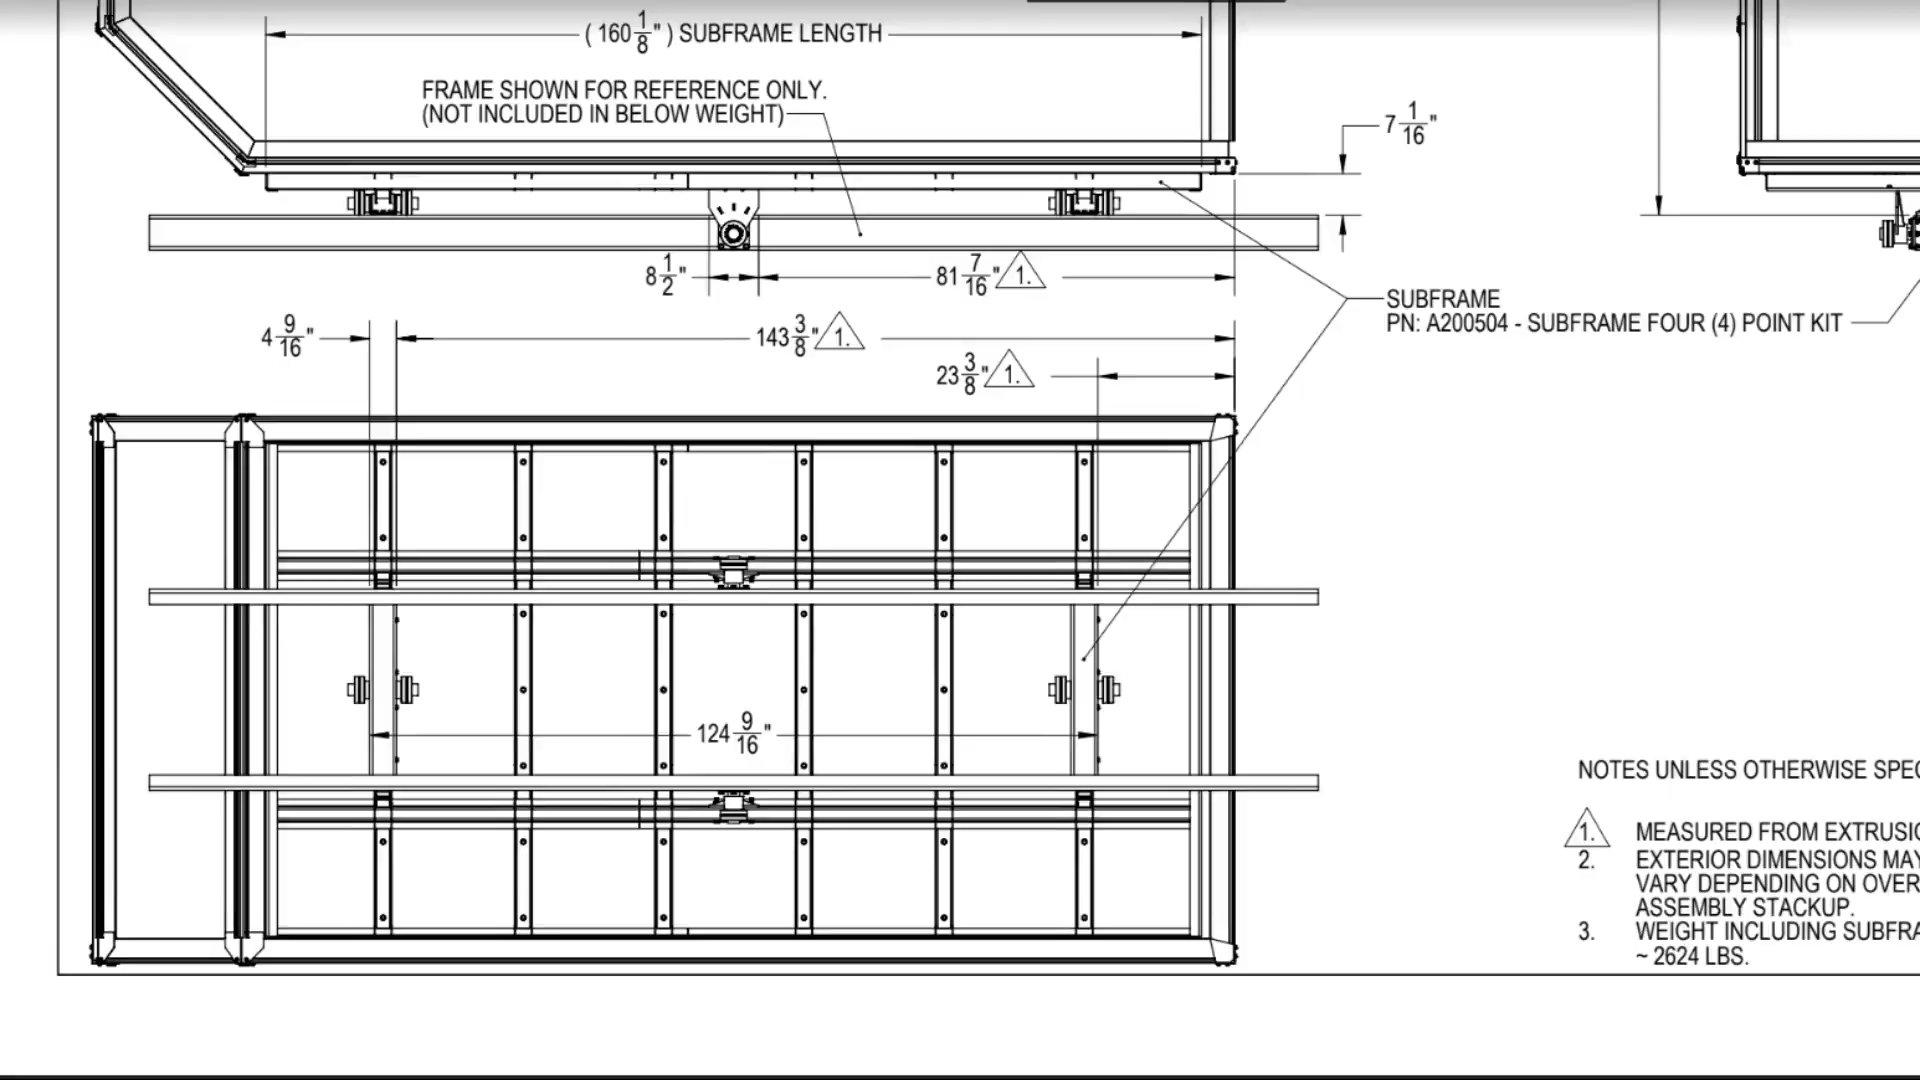 ( 160 1/8" ) SUBFRAME LENGTH
FRAME SHOWN FOR REFERENCE ONLY.
(NOT INCLUDED IN BELOW WEIGHT)
7 1/16"
8 1/2"
81 7/16" 1.
SUBFRAME
PN: A200504 - SUBFRAME FOUR (4) POINT KIT
4 9/16"
143 3/8" 1.
23 3/8" 1.
124 9/16"
NOTES UNLESS OTHERWISE SPEC
1. MEASURED FROM EXTRUSIO
2. EXTERIOR DIMENSIONS MAY
VARY DEPENDING ON OVER
ASSEMBLY STACKUP.
3. WEIGHT INCLUDING SUBFRA
~ 2624 LBS.